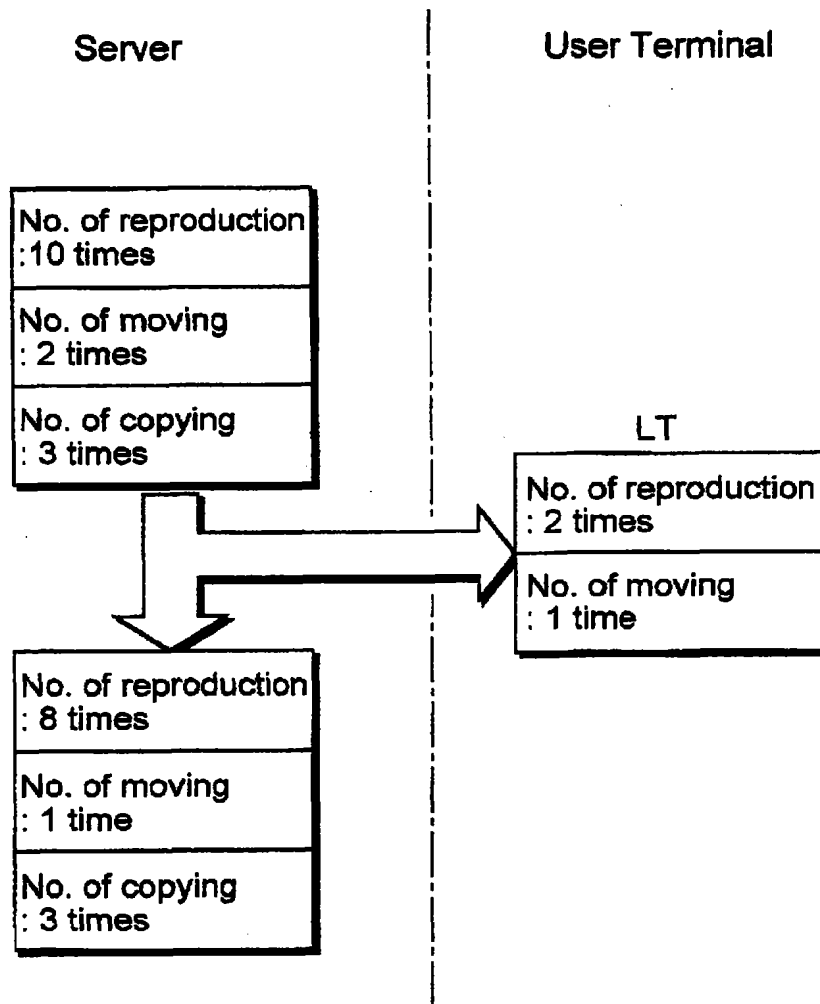 Server
User Terminal
No. of reproduction
:10 times
No. of moving
: 2 times
No. of copying
: 3 times
LT
No. of reproduction
: 2 times
No. of moving
: 1 time
No. of reproduction
: 8 times
No. of moving
: 1 time
No. of copying
: 3 times